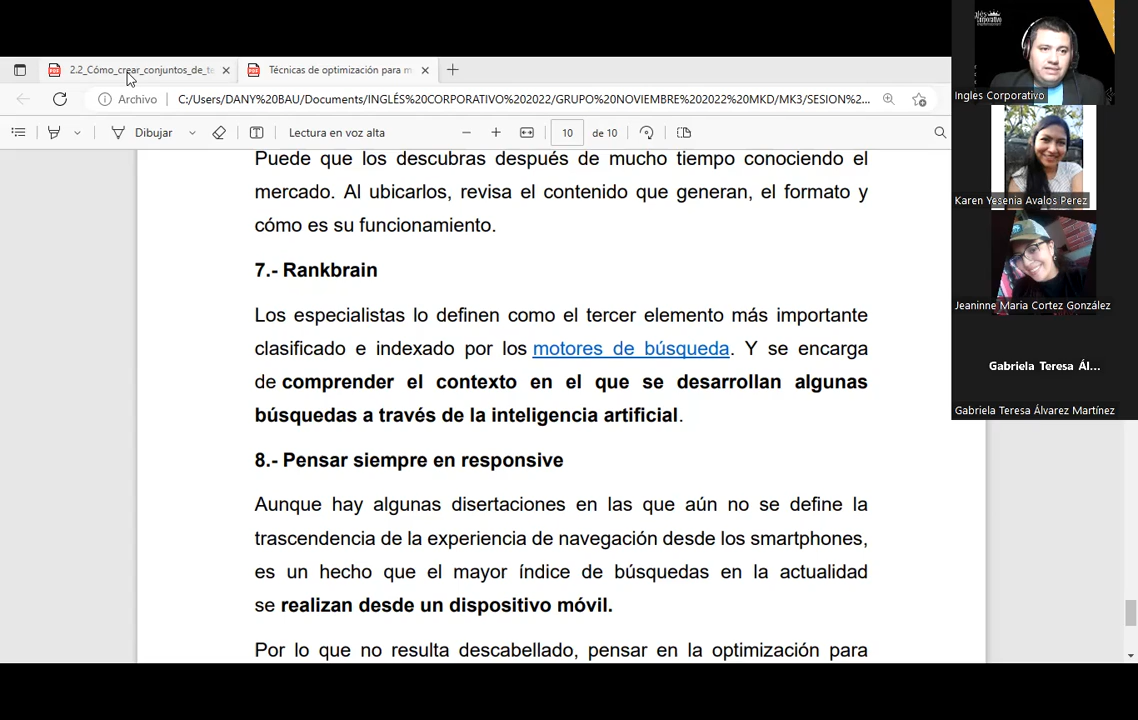 2.2_Cómo_crear_conjuntos_de_te
Técnicas de optimización para m
Archivo
C:/Users/DANY%20BAU/Documents/INGLÉS%20CORPORATIVO%202022/GRUPO%20NOVIEMBRE%202022%20MKD/MK3/SESION%2...
Dibujar
Lectura en voz alta
10
de 10
Puede que los descubras después de mucho tiempo conociendo el
mercado. Al ubicarlos, revisa el contenido que generan, el formato y
cómo es su funcionamiento.
7.- Rankbrain
Los especialistas lo definen como el tercer elemento más importante
clasificado e indexado por los motores de búsqueda. Y se encarga
de comprender el contexto en el que se desarrollan algunas
búsquedas a través de la inteligencia artificial.
8.- Pensar siempre en responsive
Aunque hay algunas disertaciones en las que aún no se define la
trascendencia de la experiencia de navegación desde los smartphones,
es un hecho que el mayor índice de búsquedas en la actualidad
se realizan desde un dispositivo móvil.
Por lo que no resulta descabellado, pensar en la optimización para
Ingles Corporativo
Karen Yesenia Avalos Perez
Jeaninne Maria Cortez González
Gabriela Teresa Ál...
Gabriela Teresa Álvarez Martínez